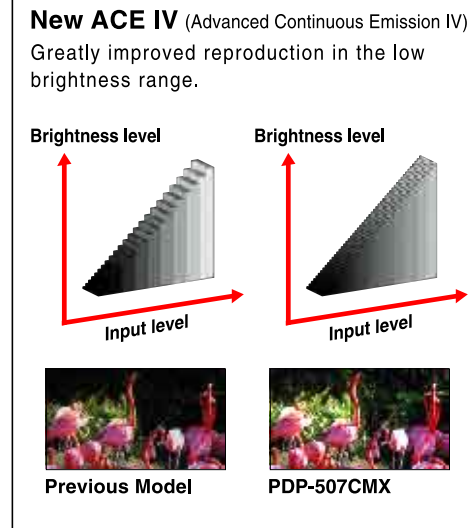 New ACE IV (Advanced Continuous Emission IV)
Greatly improved reproduction in the low
brightness range.
Brightness level
Input level
Previous Model
Brightness level
Input level
PDP-507CMX